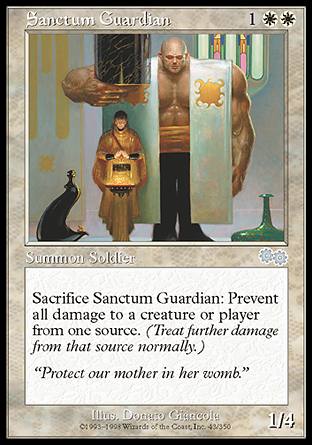 Sanctum Guardian 1
Summon Soldier
Sacrifice Sanctum Guardian: Prevent
all damage to a creature or player
from one source. (Treat further damage
from that source normally.)
“Protect our mother in her womb.”
Illus. Donato Giancola
©1993–1998 Wizards of the Coast, Inc. 43/350
1/4